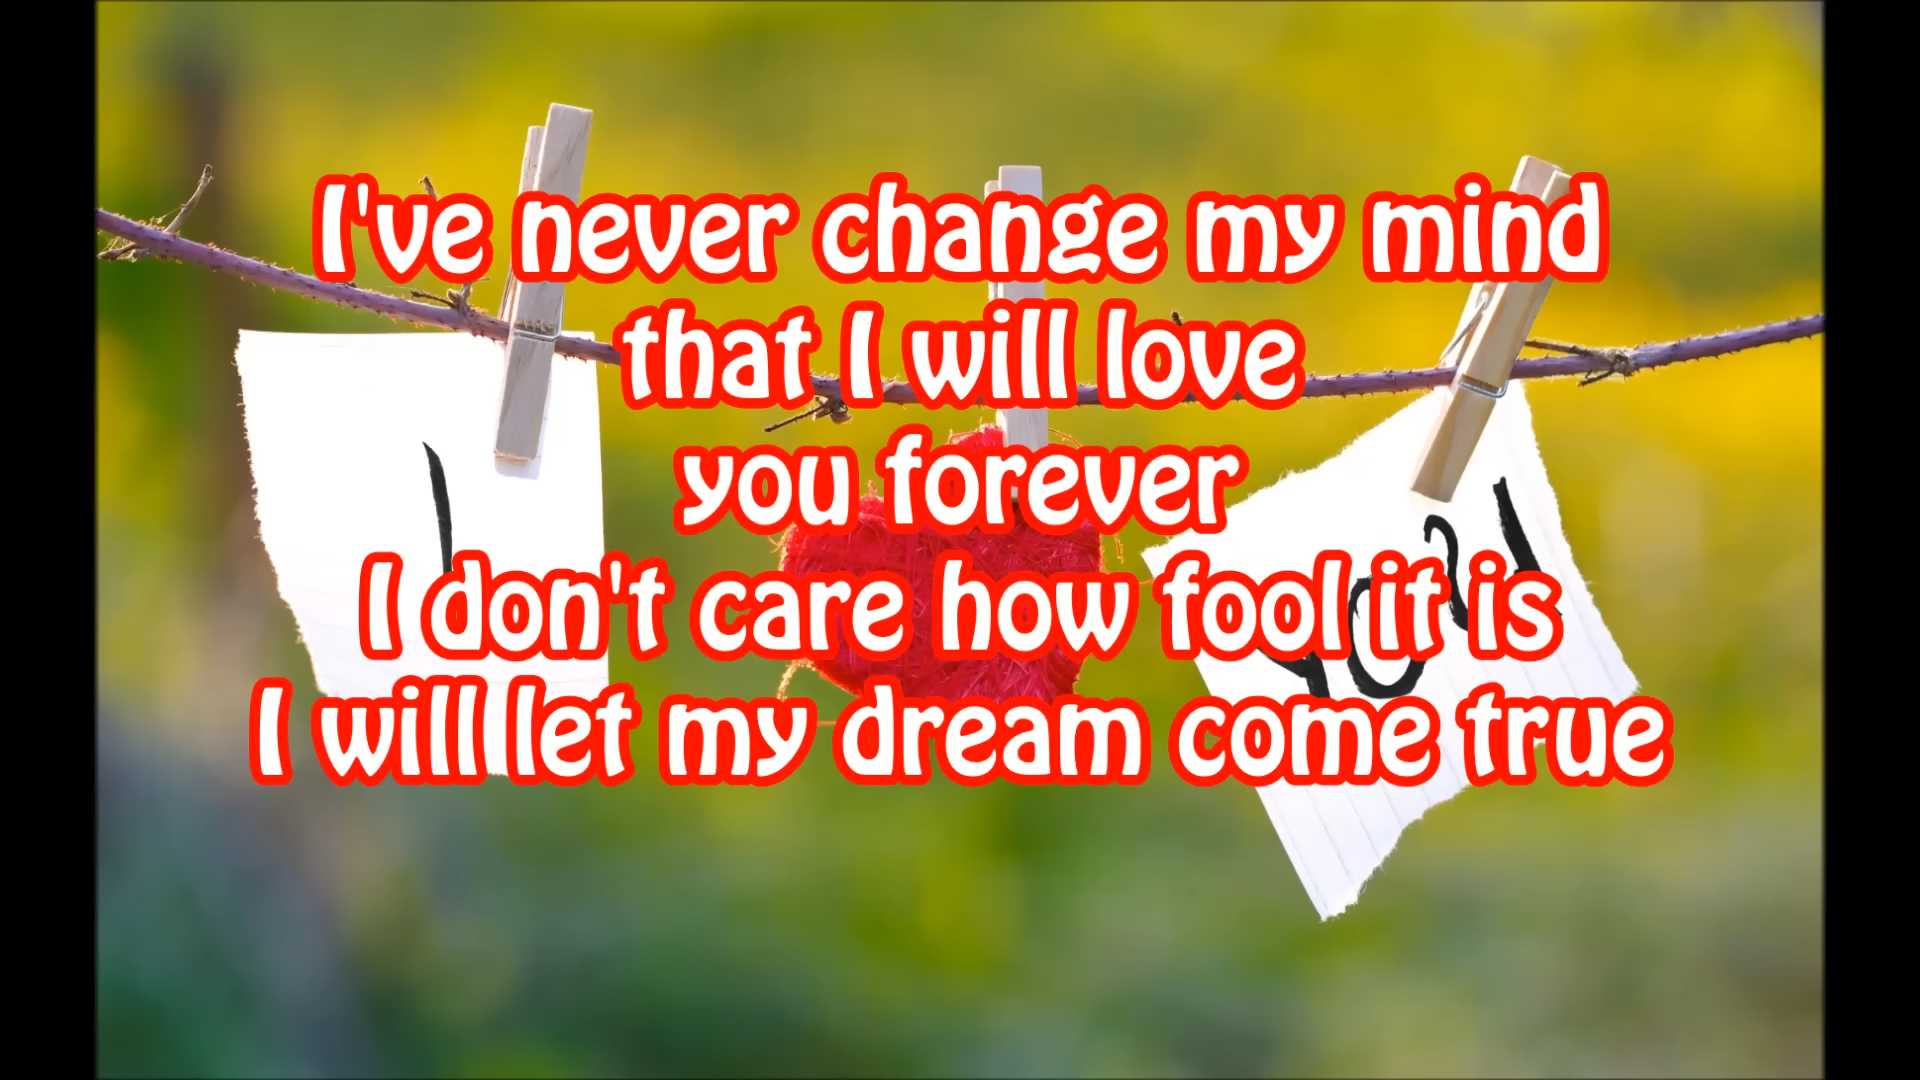 I've never change my mind
that I will love
you forever
I don't care how fool it is
I will let my dream come true
I
you!